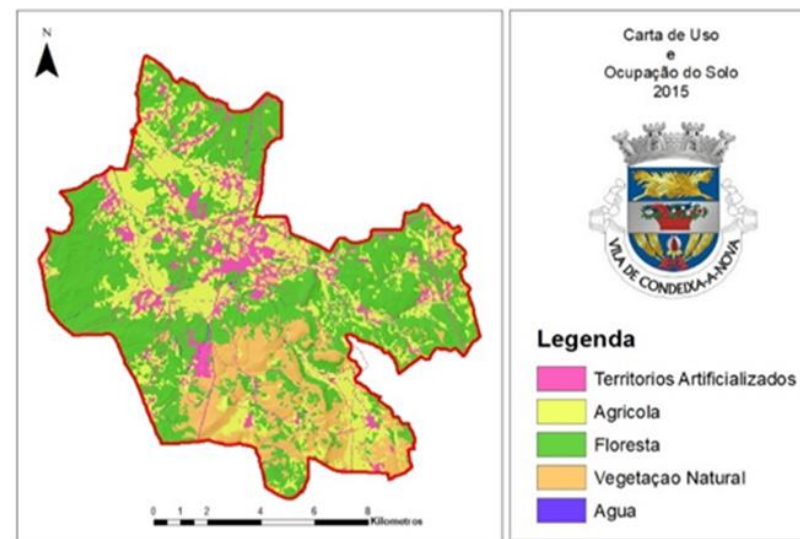 N
0 1 2 4 6 8
Kilometros
Carta de Uso
e
Ocupação do Solo
2015
VILA DE CONDEIXA-A-NOVA
Legenda
Territorios Artificializados
Agricola
Floresta
Vegetaçao Natural
Agua